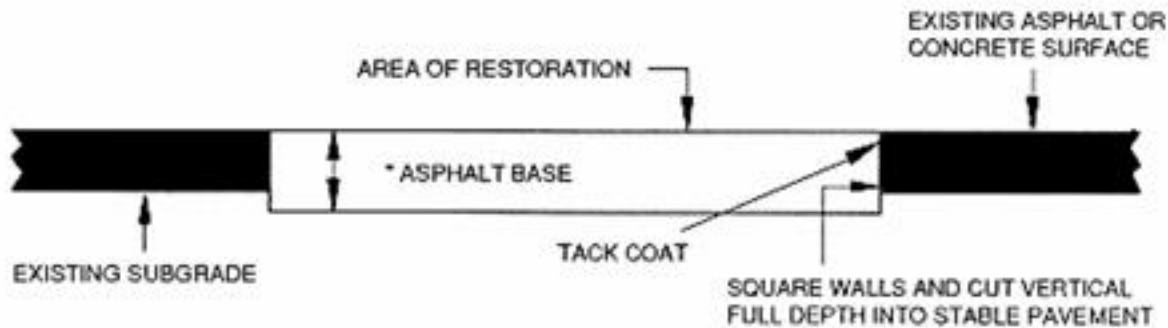 EXISTING ASPHALT OR
CONCRETE SURFACE
AREA OF RESTORATION
* ASPHALT BASE
TACK COAT
EXISTING SUBGRADE
SQUARE WALLS AND CUT VERTICAL
FULL DEPTH INTO STABLE PAVEMENT